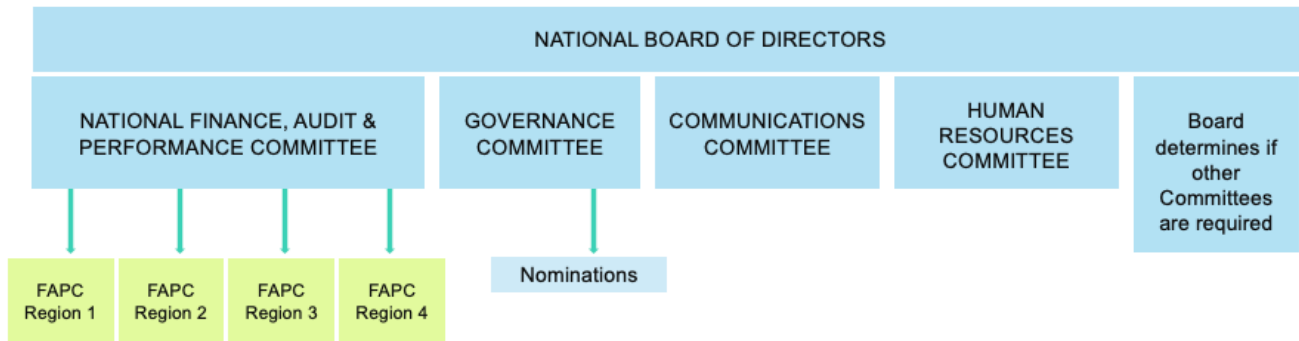 NATIONAL BOARD OF DIRECTORS
NATIONAL FINANCE, AUDIT &
PERFORMANCE COMMITTEE
GOVERNANCE
COMMITTEE
COMMUNICATIONS
COMMITTEE
HUMAN
RESOURCES
COMMITTEE
Board
determines if
other
Committees
are required
FAPC
Region 1
FAPC
Region 2
FAPC
Region 3
FAPC
Region 4
Nominations